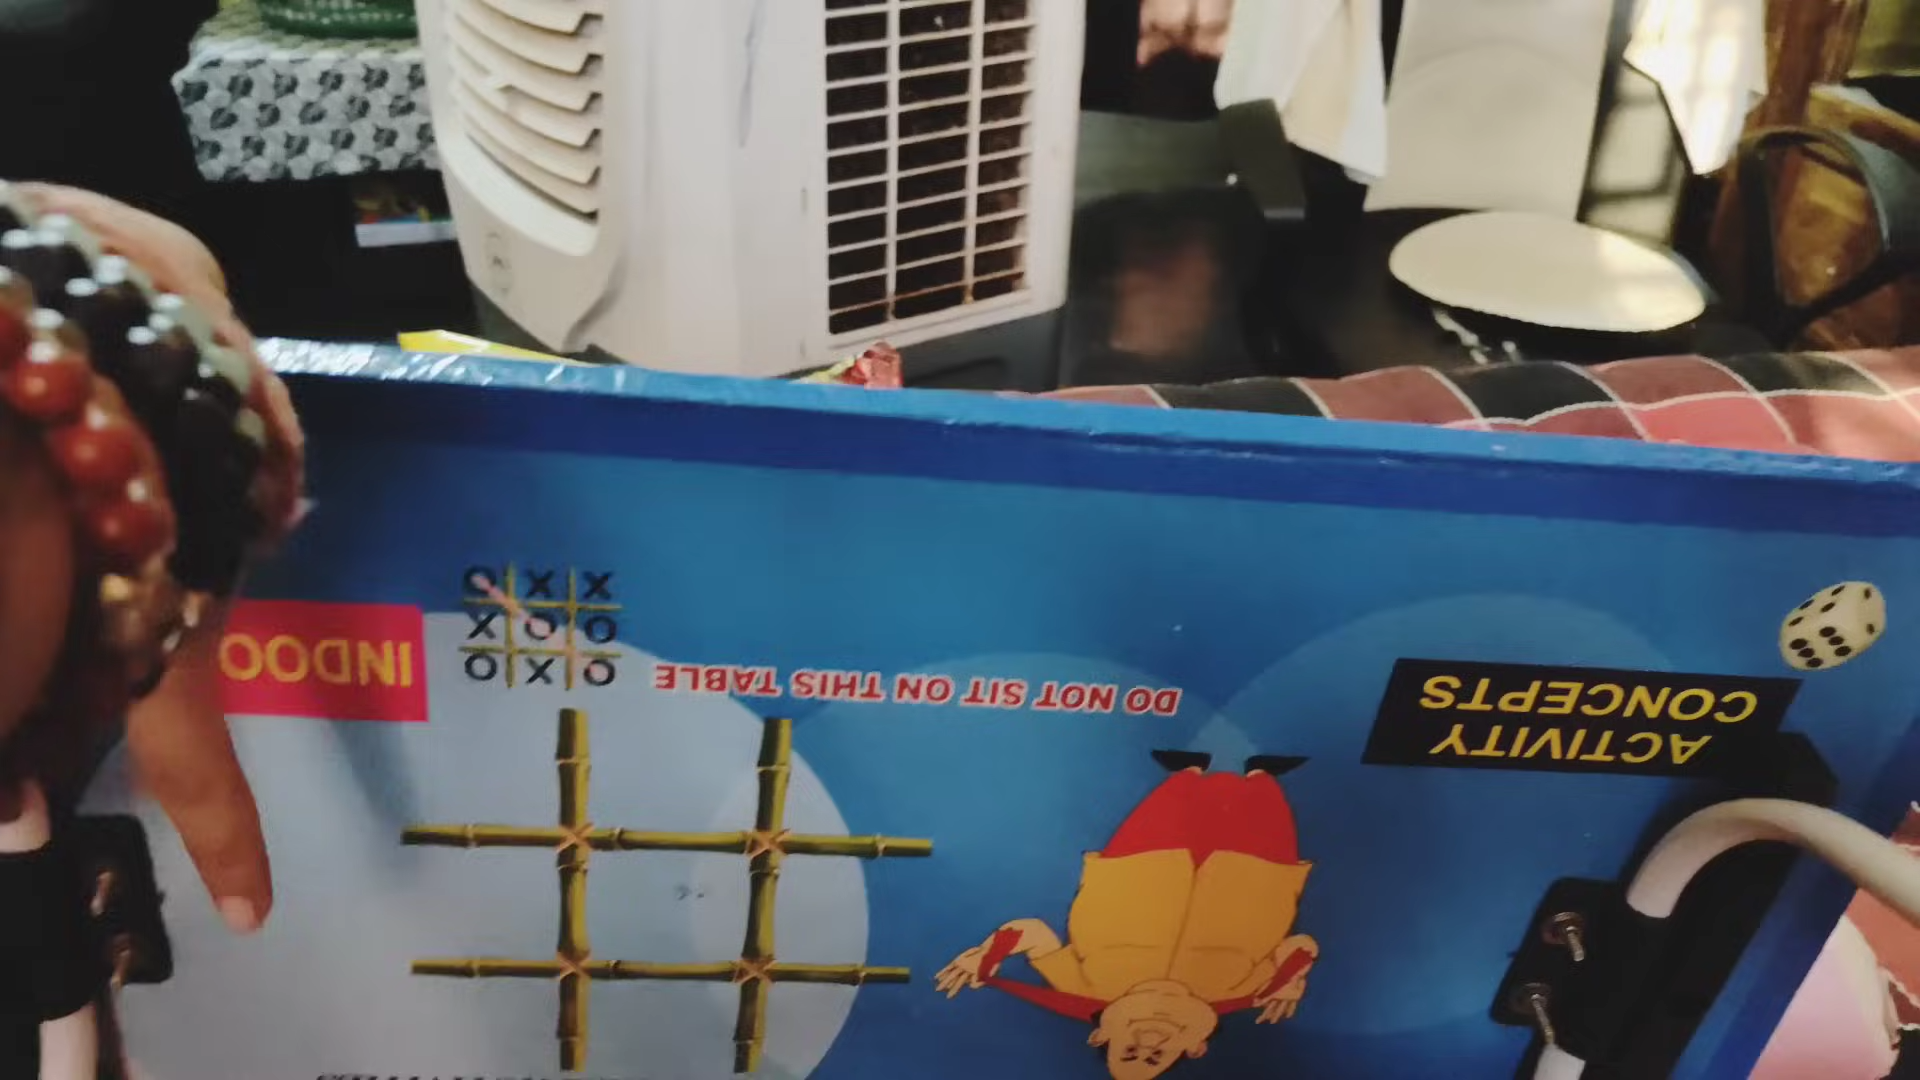 ACTIVITY
CONCEPTS
DO NOT SIT ON THIS TABLE
X X O
O O X
O X O
INDOO